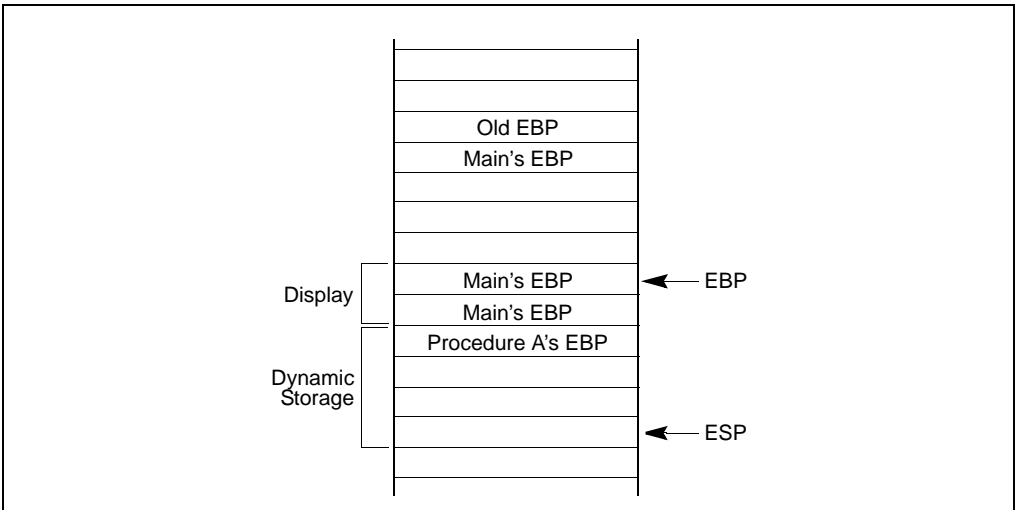 Old EBP
Main's EBP
Display
Main's EBP
EBP
Main's EBP
Procedure A's EBP
Dynamic
Storage
ESP